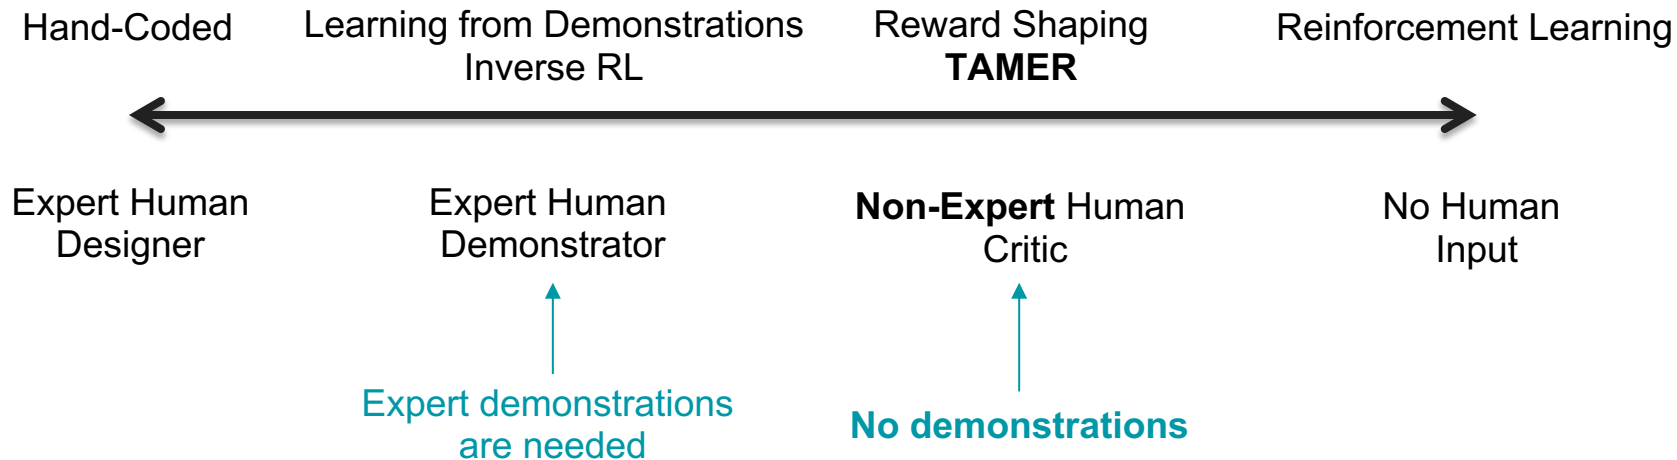 Hand-Coded
Learning from Demonstrations
Inverse RL
Reward Shaping
TAMER
Reinforcement Learning
Expert Human
Designer
Expert Human
Demonstrator
Non-Expert Human
Critic
No Human
Input
Expert demonstrations
are needed
No demonstrations